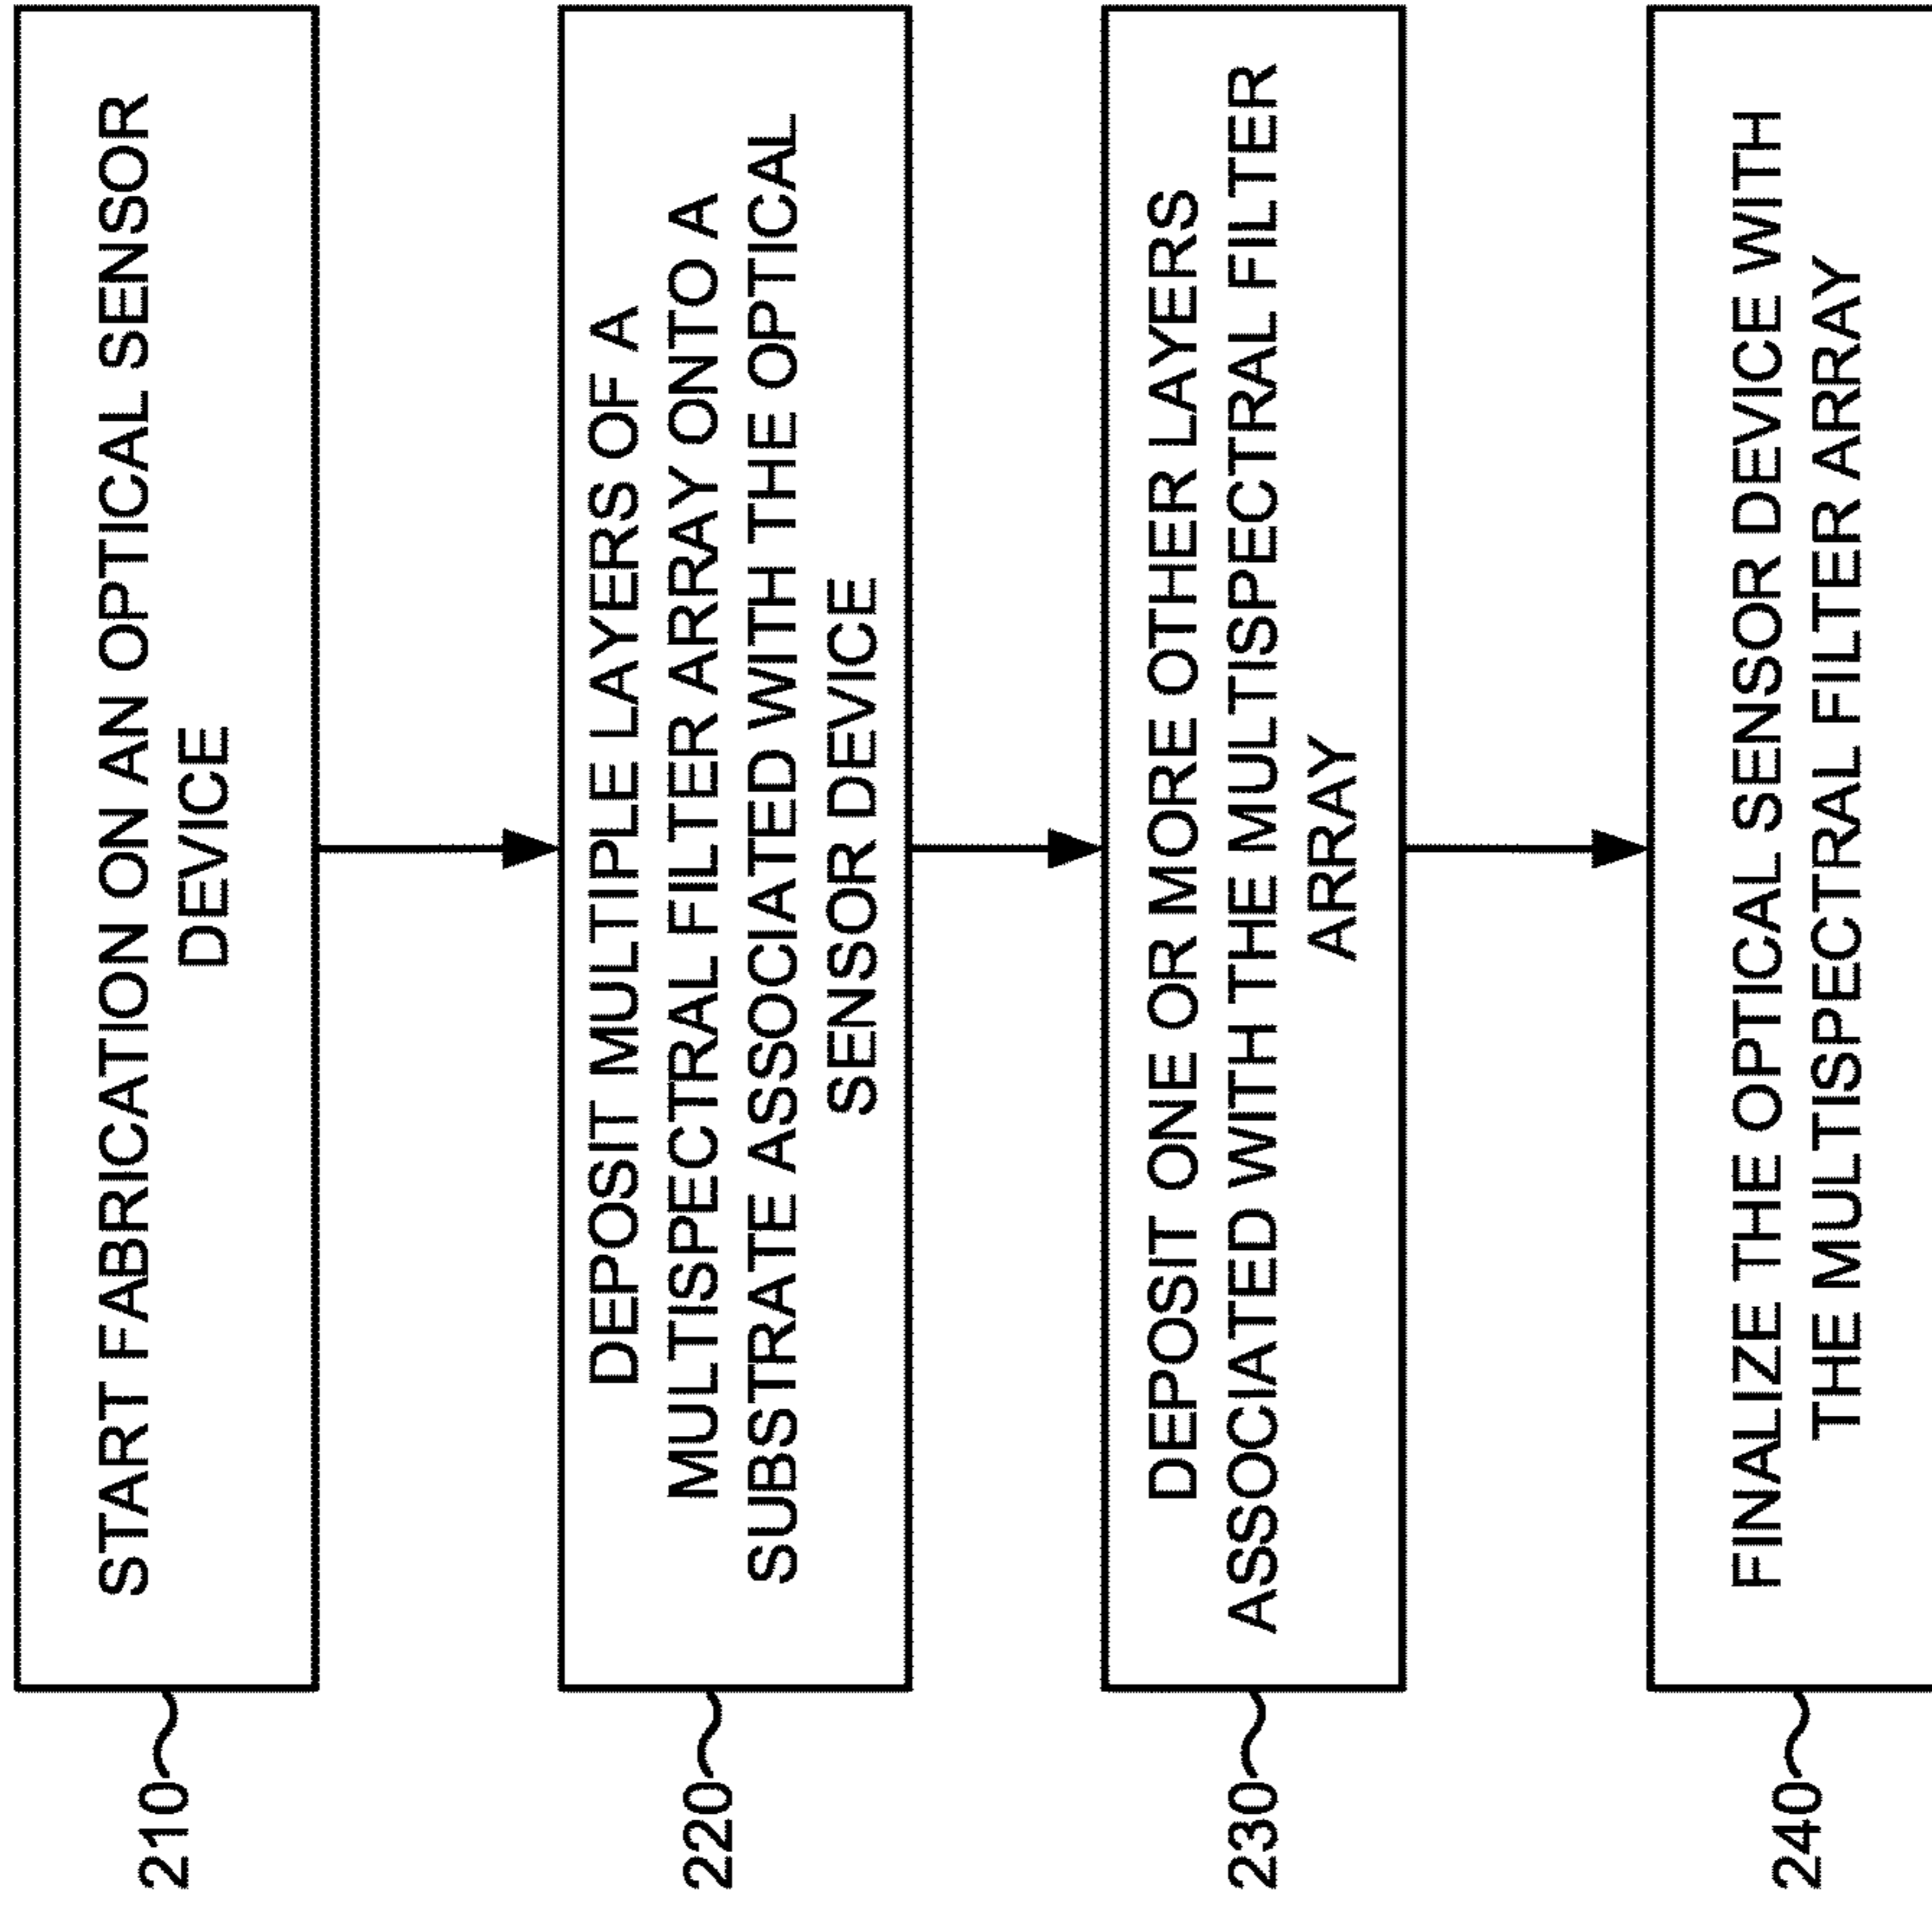 210
START FABRICATION ON AN OPTICAL SENSOR
DEVICE
220
DEPOSIT MULTIPLE LAYERS OF A
MULTISPECTRAL FILTER ARRAY ONTO A
SUBSTRATE ASSOCIATED WITH THE OPTICAL
SENSOR DEVICE
230
DEPOSIT ONE OR MORE OTHER LAYERS
ASSOCIATED WITH THE MULTISPECTRAL FILTER
ARRAY
240
FINALIZE THE OPTICAL SENSOR DEVICE WITH
THE MULTISPECTRAL FILTER ARRAY